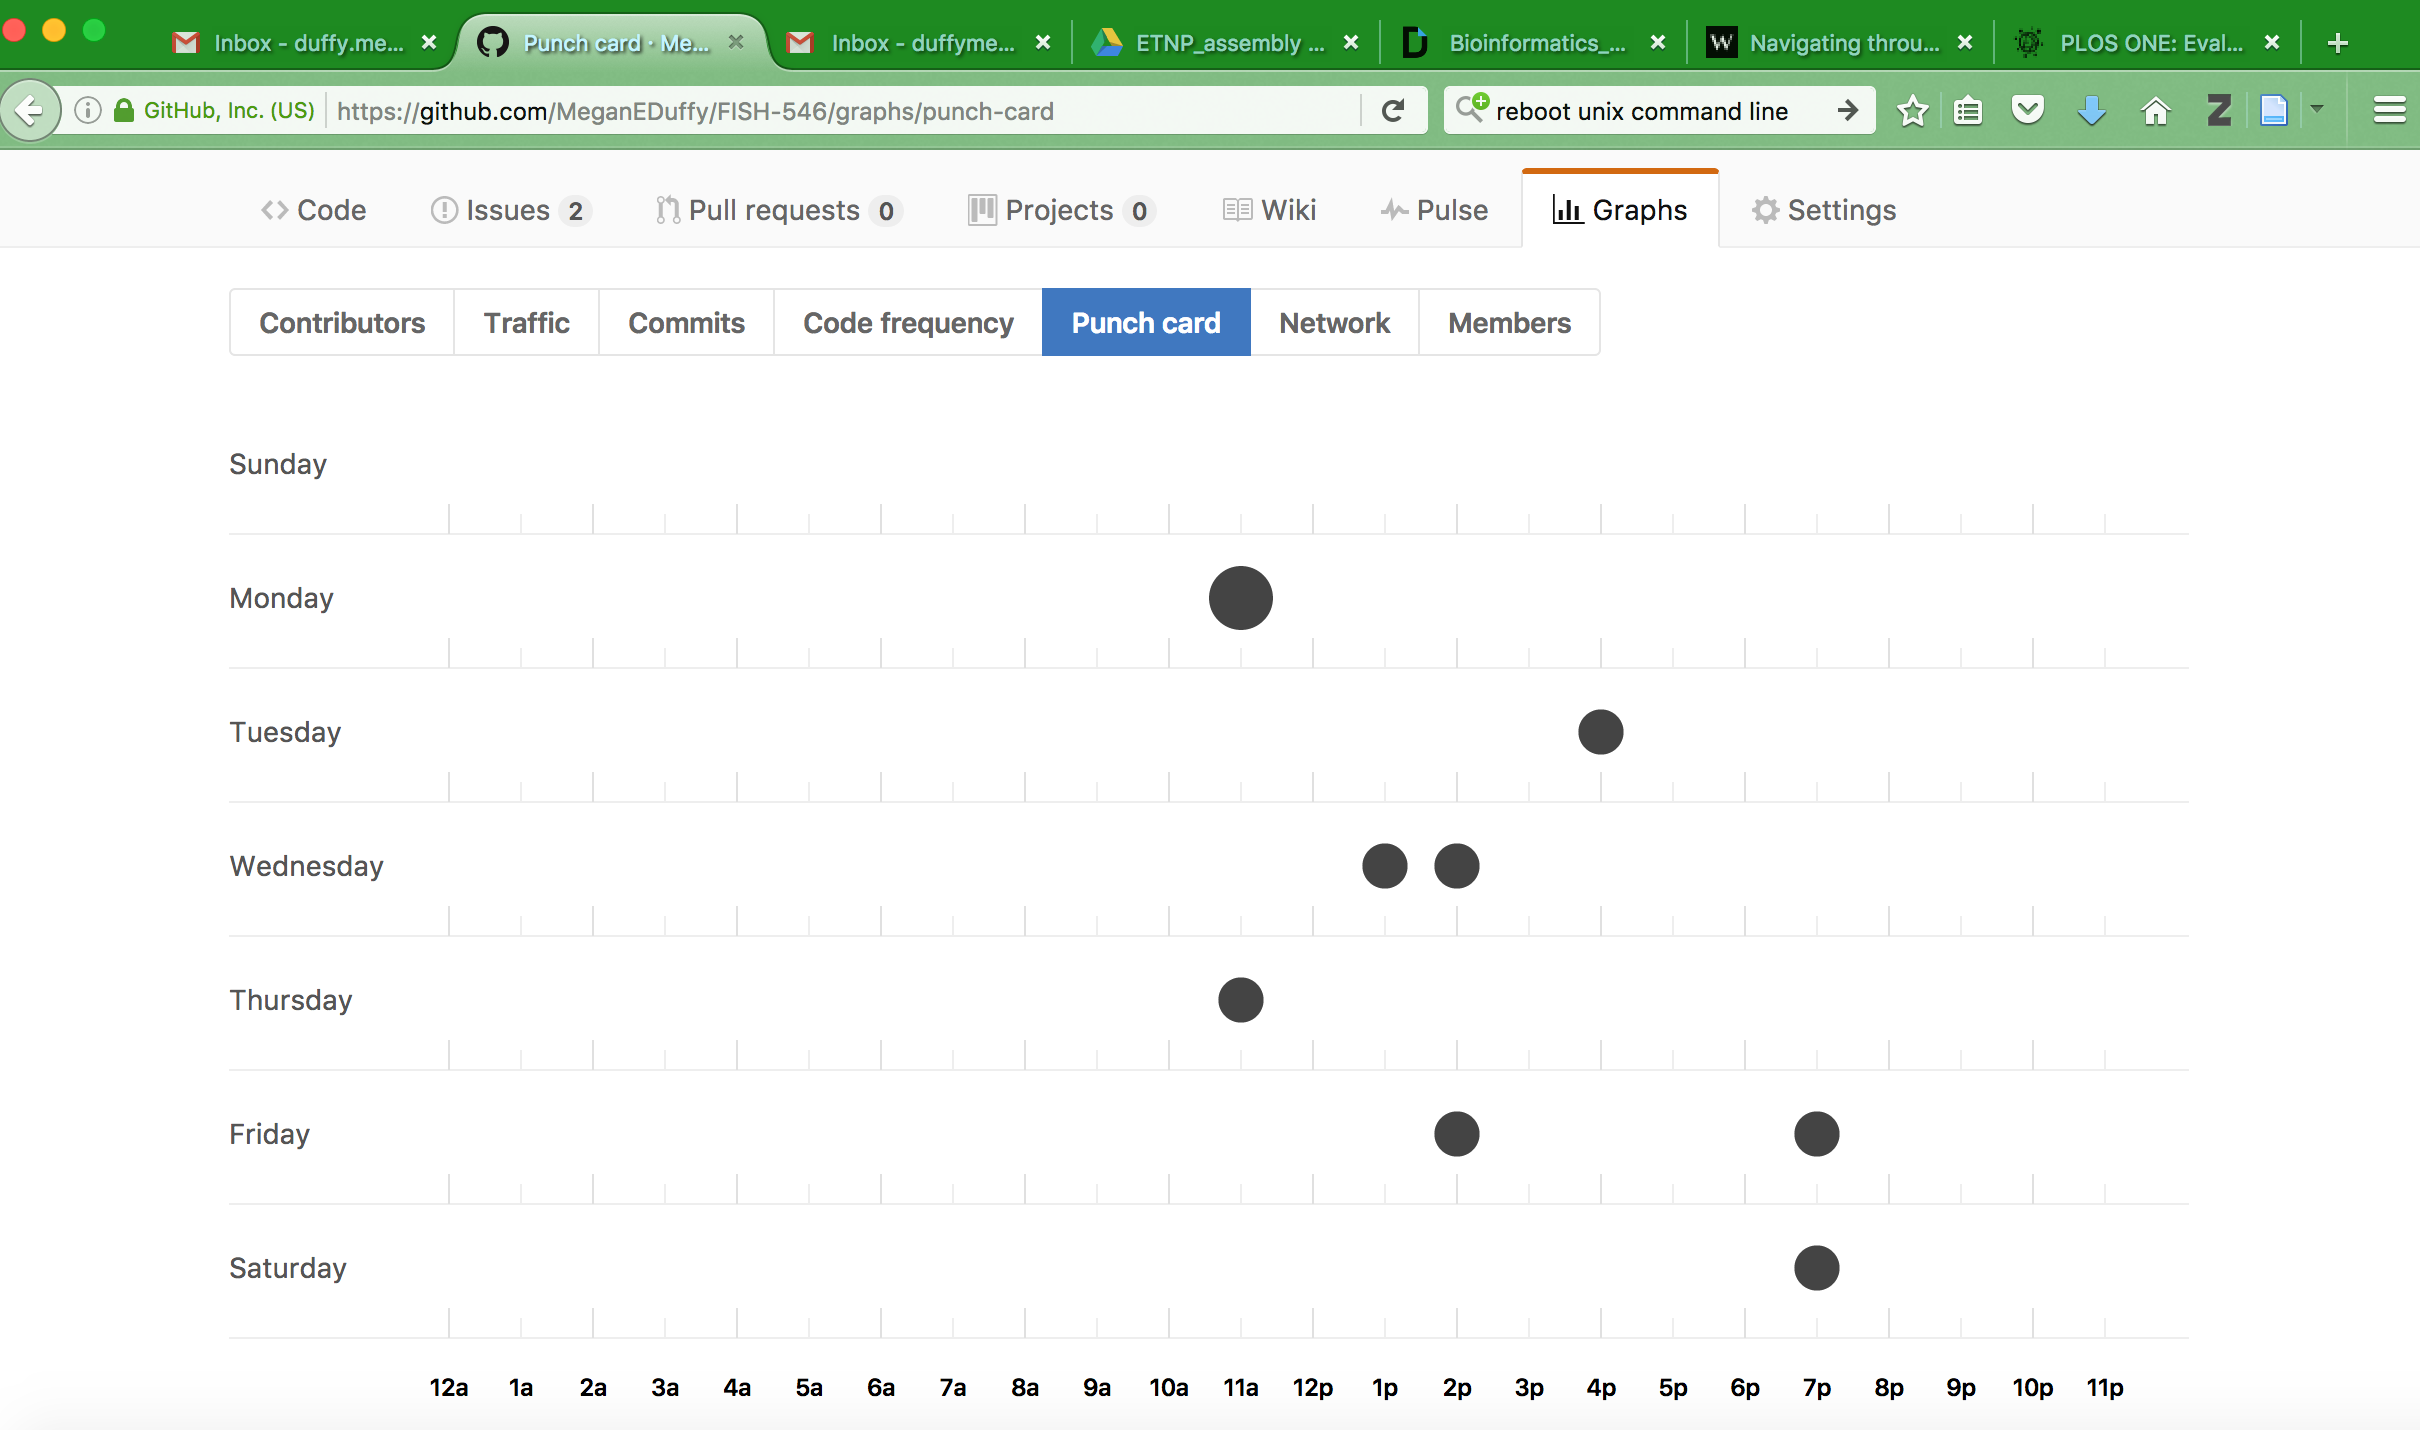 Inbox - duffy.me... Punch card · Me... Inbox - duffyme... ETNP_assembly ... Bioinformatics_... W Navigating throu... PLOS ONE: Eval...
GitHub, Inc. (US) https://github.com/MeganEDuffy/FISH-546/graphs/punch-card reboot unix command line Z
Code Issues 2 Pull requests 0 Projects 0 Wiki Pulse Graphs Settings
Contributors Traffic Commits Code frequency Punch card Network Members
Sunday
Monday
Tuesday
Wednesday
Thursday
Friday
Saturday
12a 1a 2a 3a 4a 5a 6a 7a 8a 9a 10a 11a 12p 1p 2p 3p 4p 5p 6p 7p 8p 9p 10p 11p